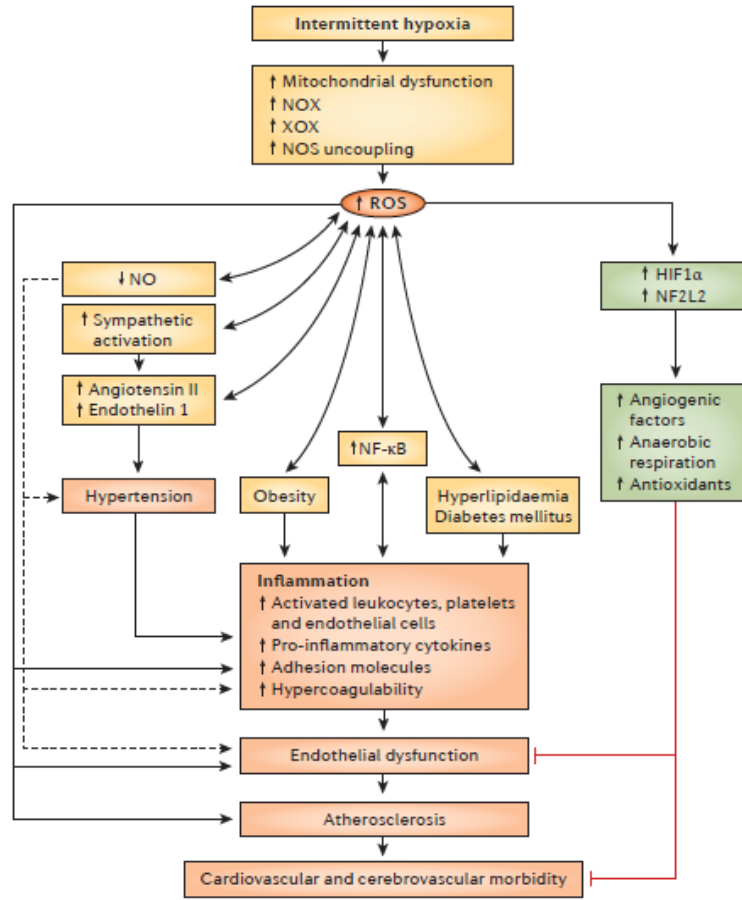 Intermittent hypoxia
↑ Mitochondrial dysfunction
↑ NOX
↑ XOX
↑ NOS uncoupling
↑ ROS
↓ NO
↑ Sympathetic
activation
↑ Angiotensin II
↑ Endothelin 1
Hypertension
Obesity
↑ NF-κB
Hyperlipidaemia
Diabetes mellitus
↑ HIF1α
↑ NF2L2
↑ Angiogenic
factors
↑ Anaerobic
respiration
↑ Antioxidants
Inflammation
↑ Activated leukocytes, platelets
and endothelial cells
↑ Pro-inflammatory cytokines
↑ Adhesion molecules
↑ Hypercoagulability
Endothelial dysfunction
Atherosclerosis
Cardiovascular and cerebrovascular morbidity